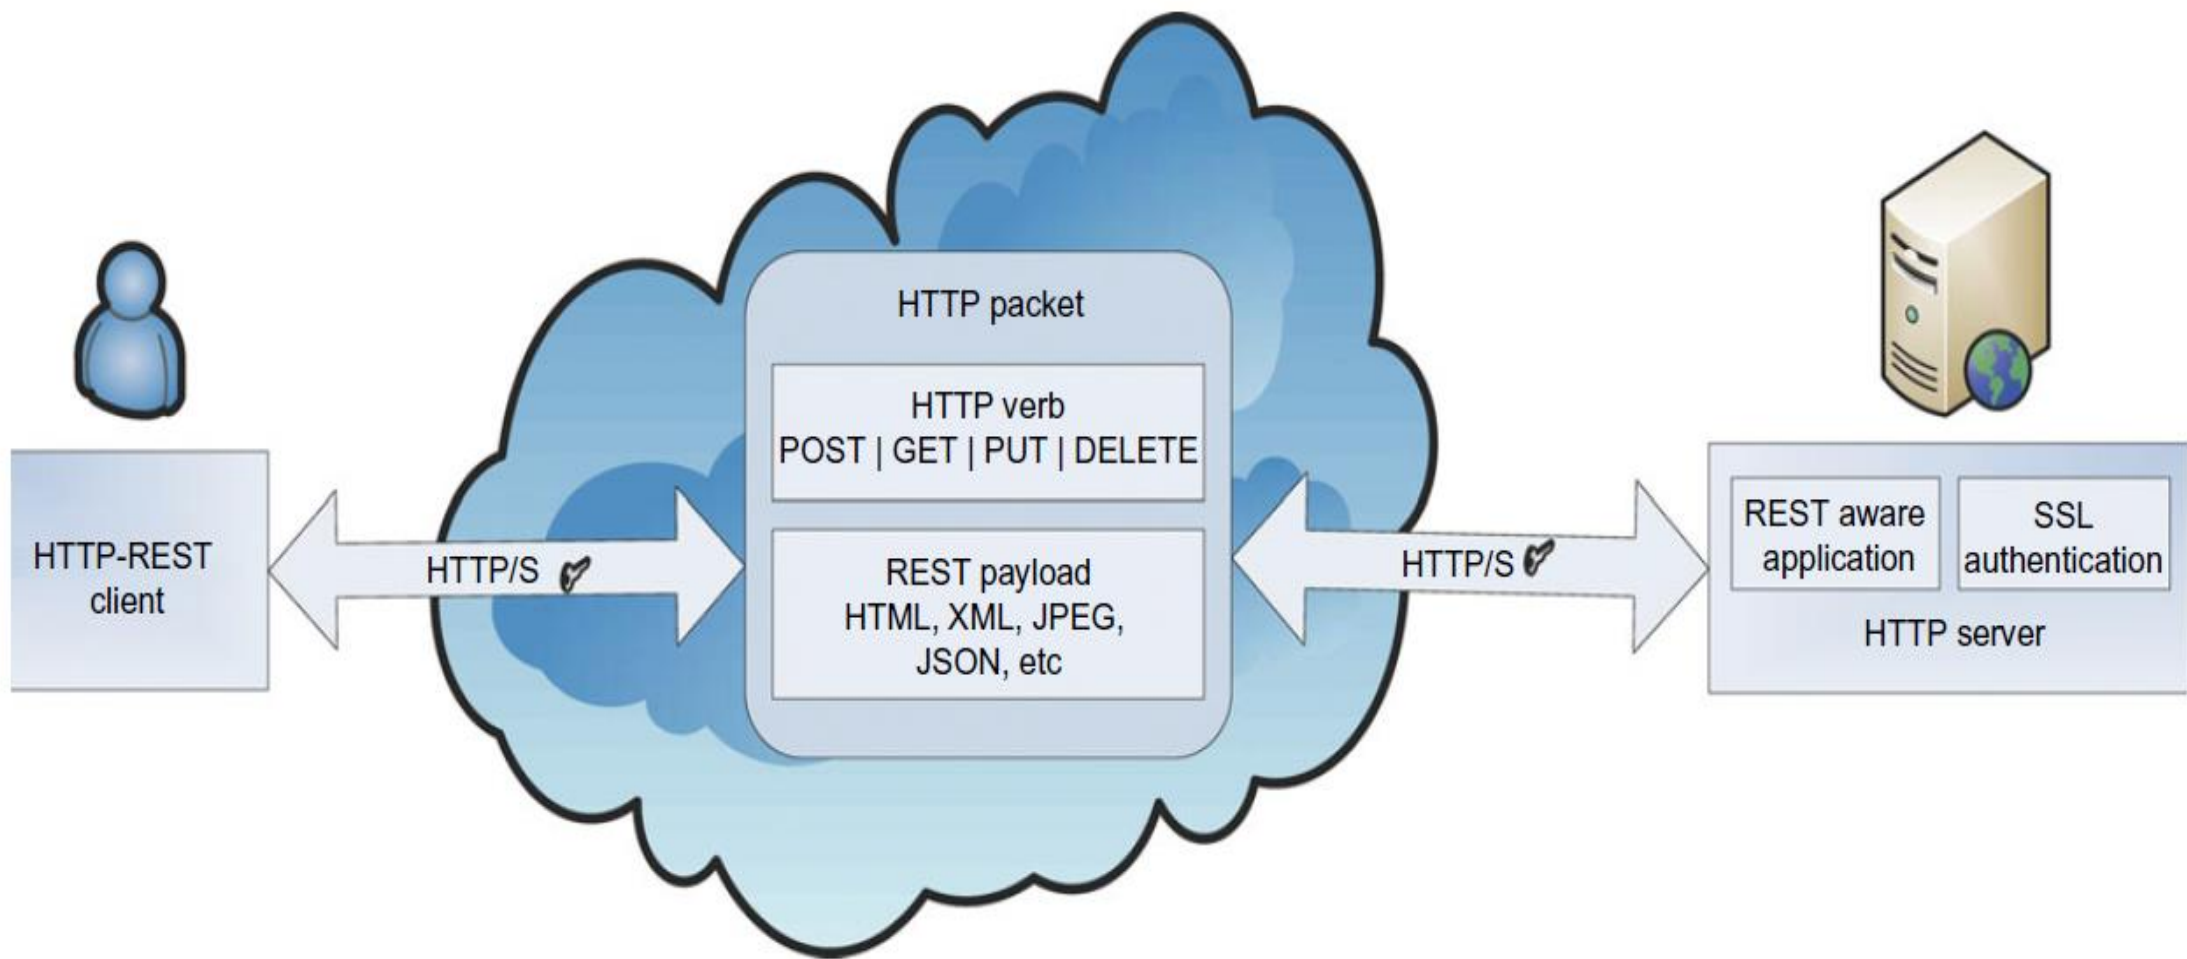 HTTP-REST
client
HTTP/S
HTTP packet
HTTP verb
POST | GET | PUT | DELETE
REST payload
HTML, XML, JPEG,
JSON, etc
HTTP/S
REST aware
application
SSL
authentication
HTTP server